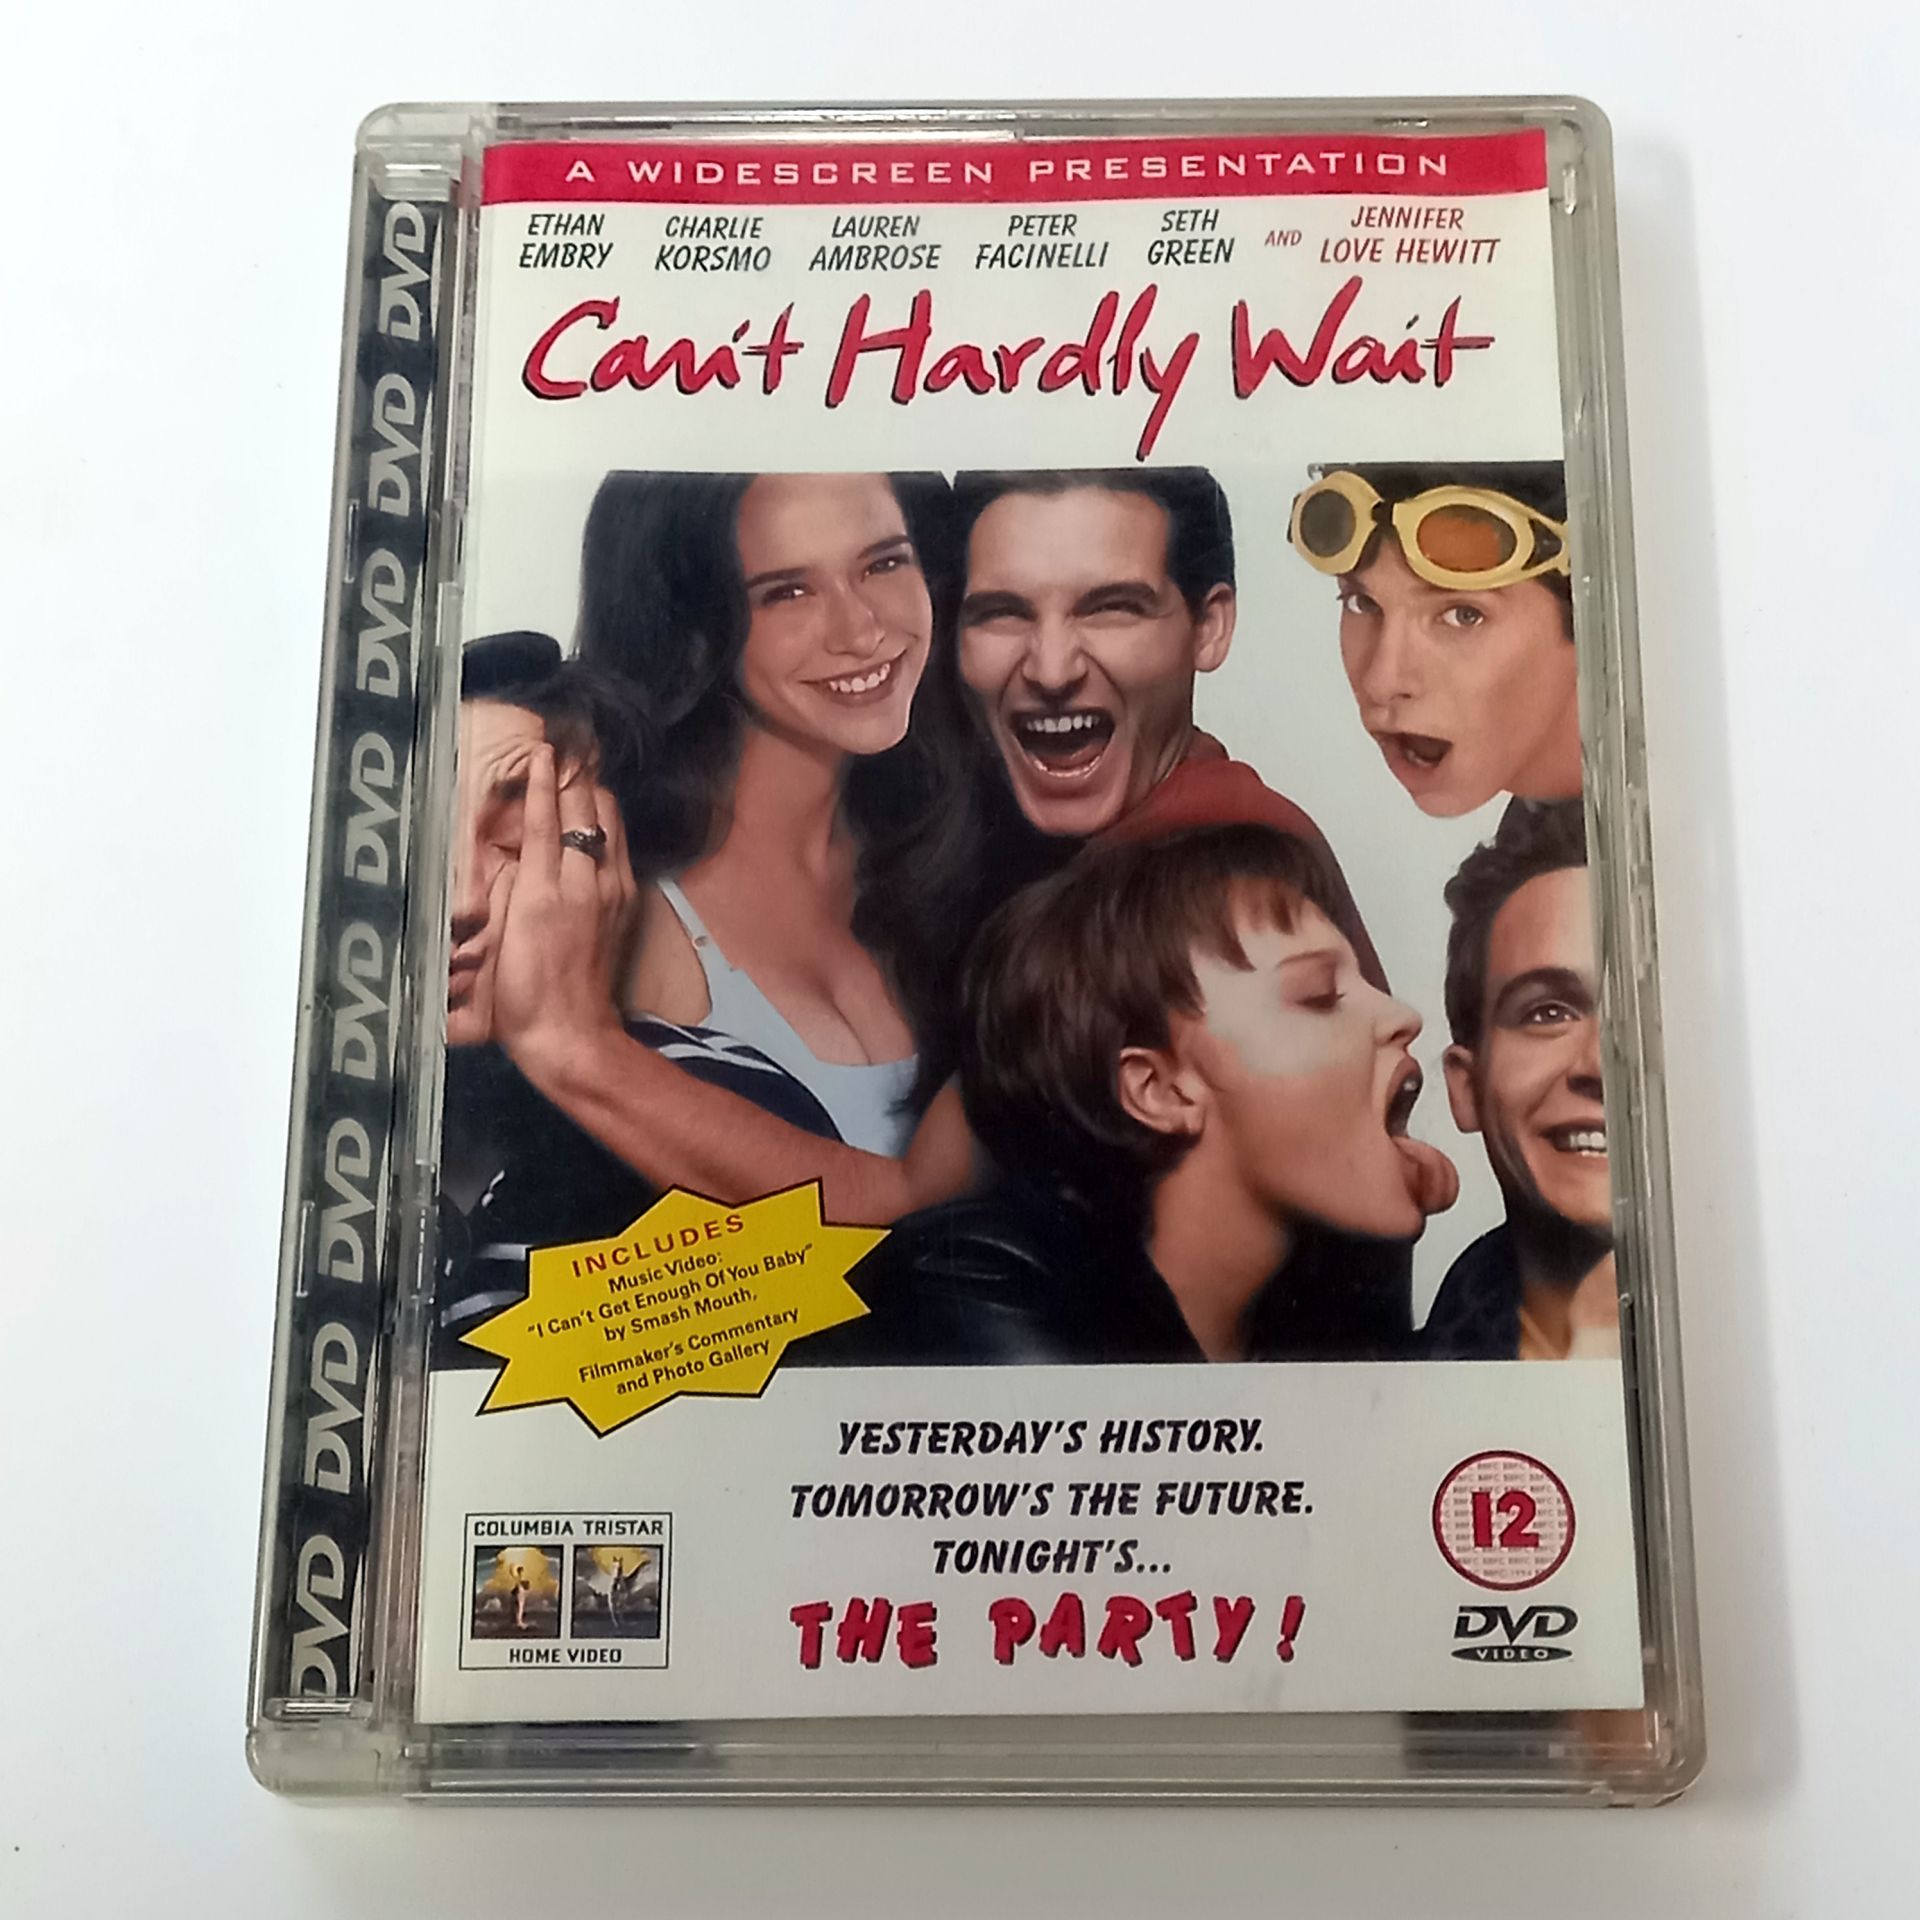 A WIDESCREEN PRESENTATION
ETHAN EMBRY
CHARLIE KORSMO
LAUREN AMBROSE
PETER FACINELLI
SETH GREEN
AND
JENNIFER LOVE HEWITT
Can't Hardly Wait
INCLUDES
Music Video:
"I Can't Get Enough Of You Baby"
by Smash Mouth,
Filmmaker's Commentary
and Photo Gallery
YESTERDAY'S HISTORY.
TOMORROW'S THE FUTURE.
TONIGHT'S...
THE PARTY!
COLUMBIA TRISTAR
HOME VIDEO
12
DVD
VIDEO
DVD DVD DVD DVD DVD DVD DVD DVD DVD